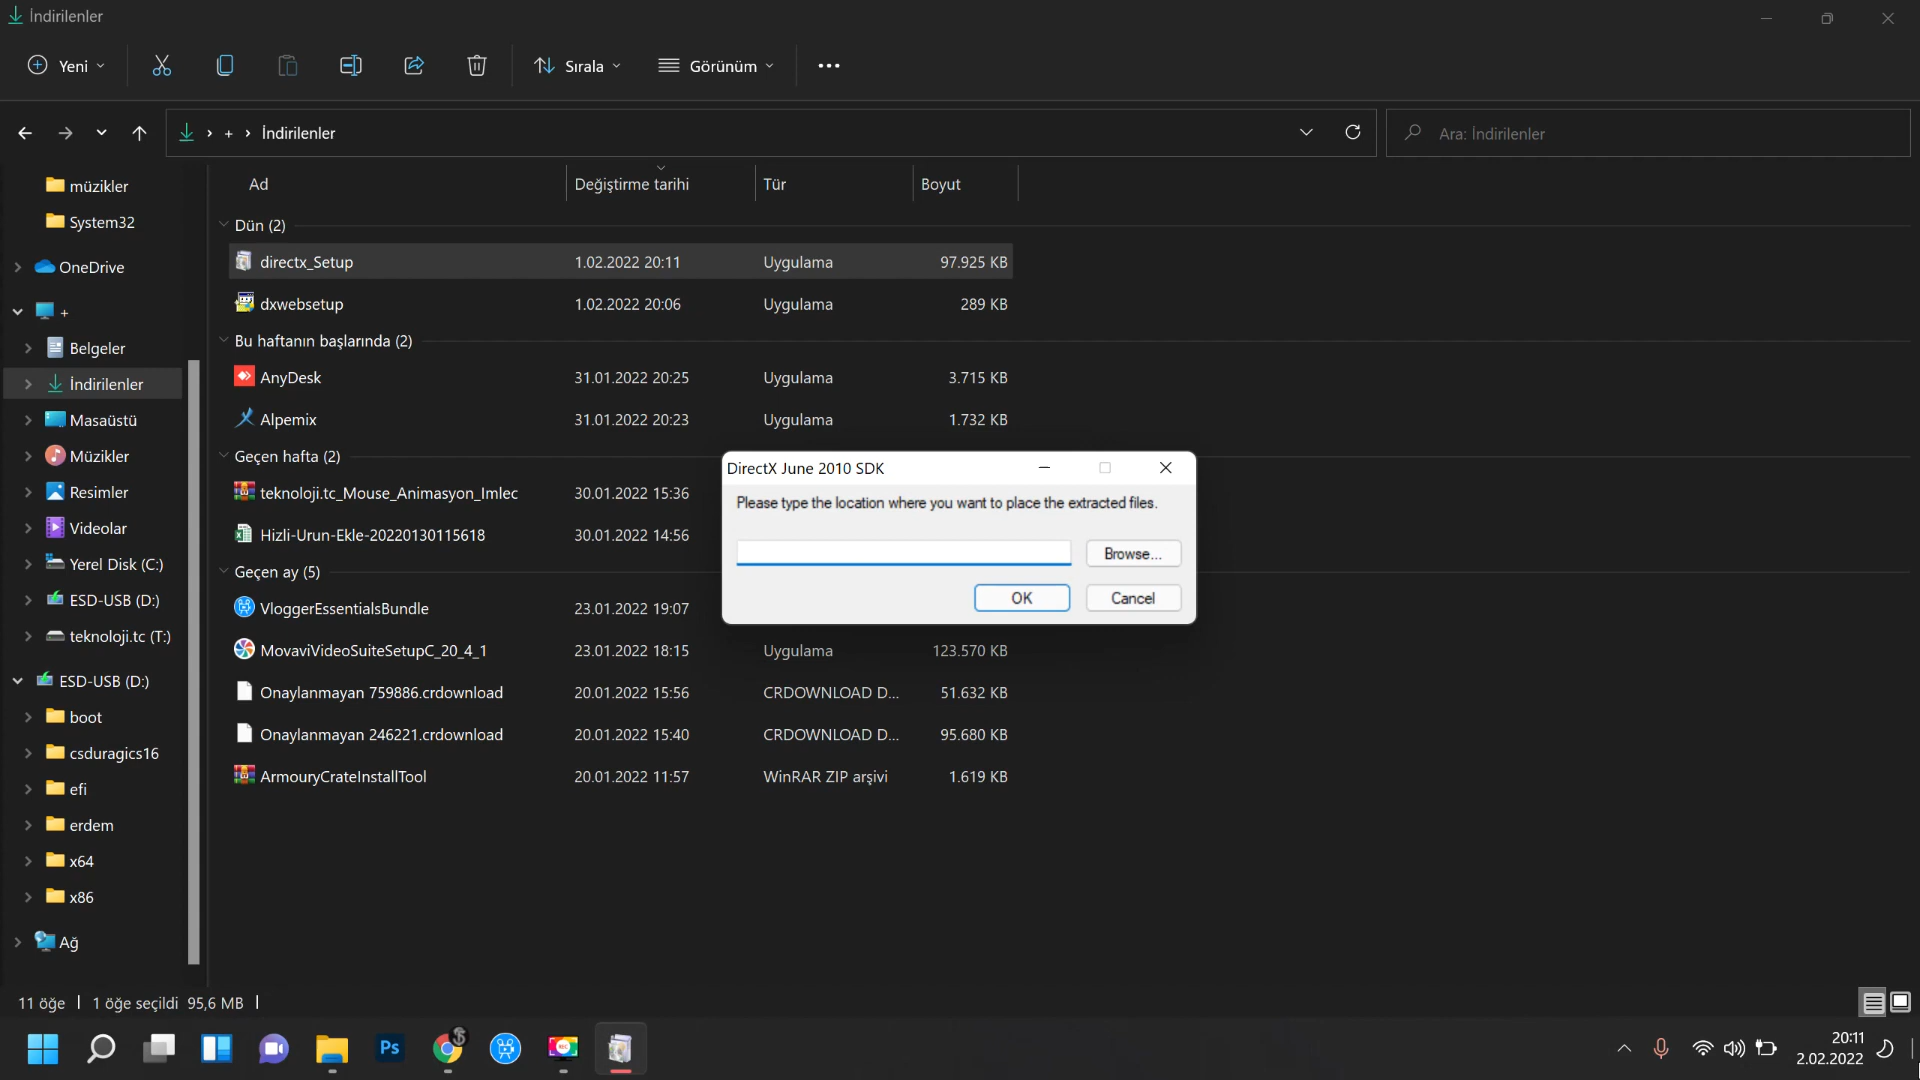 İndirilenler
Yeni
Sırala
Görünüm
+
İndirilenler
Ara: İndirilenler
müzikler
System32
OneDrive
+
Belgeler
İndirilenler
Masaüstü
Müzikler
Resimler
Videolar
Yerel Disk (C:)
ESD-USB (D:)
teknoloji.tc (T:)
ESD-USB (D:)
boot
csduragics16
efi
erdem
x64
x86
Ağ
Ad Değiştirme tarihi Tür Boyut
Dün (2)
directx_Setup 1.02.2022 20:11 Uygulama 97.925 KB
dxwebsetup 1.02.2022 20:06 Uygulama 289 KB
Bu haftanın başlarında (2)
AnyDesk 31.01.2022 20:25 Uygulama 3.715 KB
Alpemix 31.01.2022 20:23 Uygulama 1.732 KB
Geçen hafta (2)
teknoloji.tc_Mouse_Animasyon_Imlec 30.01.2022 15:36
Hizli-Urun-Ekle-20220130115618 30.01.2022 14:56
Geçen ay (5)
VloggerEssentialsBundle 23.01.2022 19:07
MovaviVideoSuiteSetupC_20_4_1 23.01.2022 18:15 Uygulama 123.570 KB
Onaylanmayan 759886.crdownload 20.01.2022 15:56 CRDOWNLOAD D... 51.632 KB
Onaylanmayan 246221.crdownload 20.01.2022 15:40 CRDOWNLOAD D... 95.680 KB
ArmouryCrateInstallTool 20.01.2022 11:57 WinRAR ZIP arşivi 1.619 KB
DirectX June 2010 SDK
Please type the location where you want to place the extracted files.
Browse...
OK Cancel
11 öğe 1 öğe seçildi 95,6 MB
Ps
REC
20:11
2.02.2022